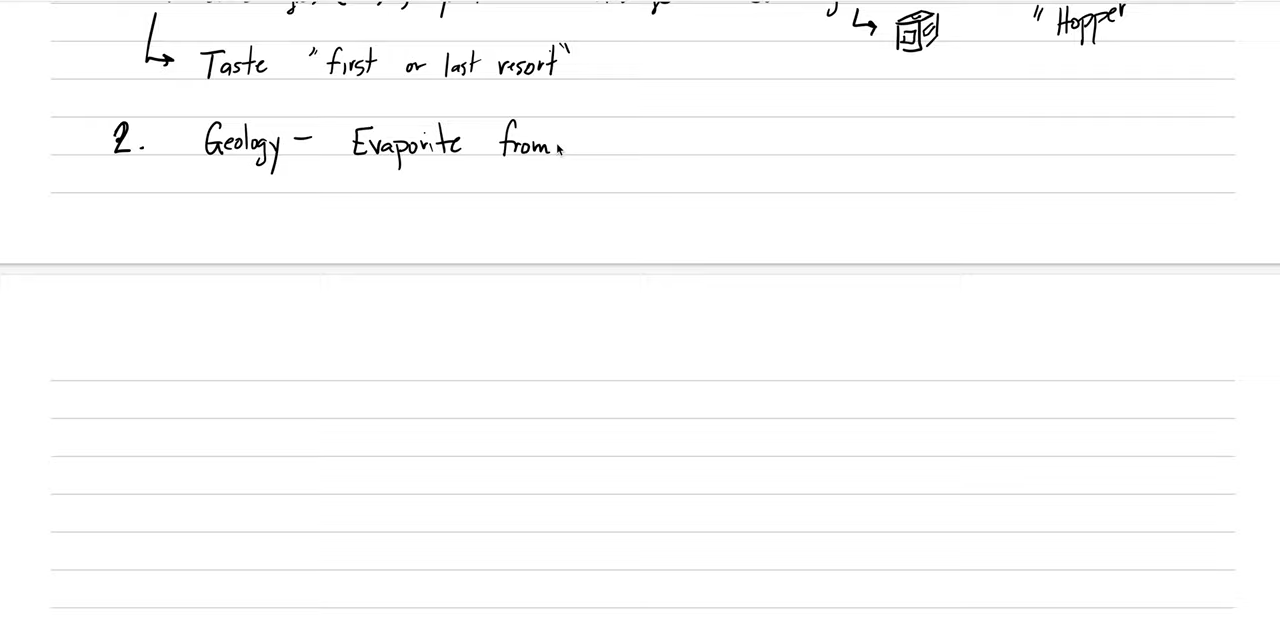 " Hopper
Taste " first or last resort "
2. Geology - Evaporite from